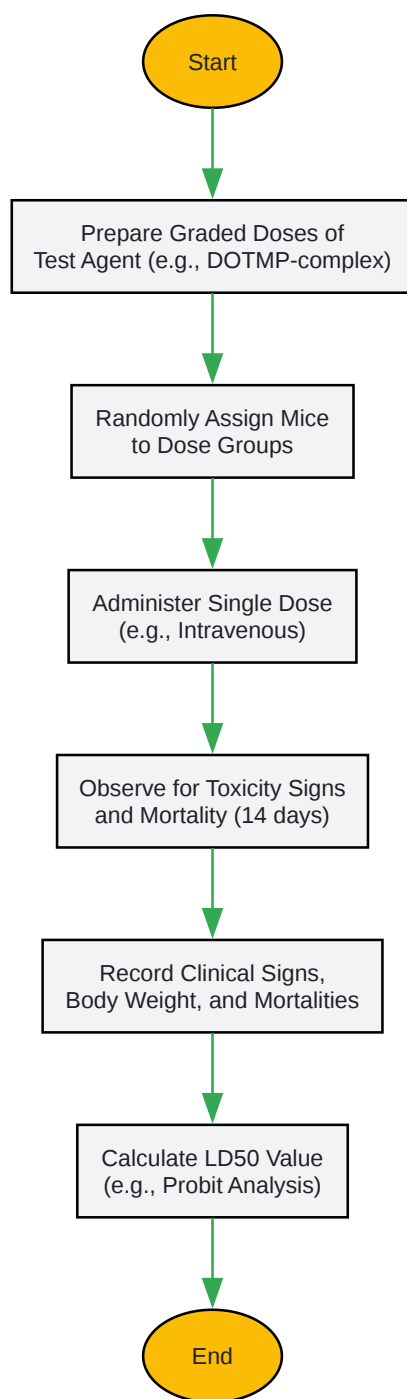 Start
Prepare Graded Doses of
Test Agent (e.g., DOTMP-complex)
Randomly Assign Mice
to Dose Groups
Administer Single Dose
(e.g., Intravenous)
Observe for Toxicity Signs
and Mortality (14 days)
Record Clinical Signs,
Body Weight, and Mortalities
Calculate LD50 Value
(e.g., Probit Analysis)
End